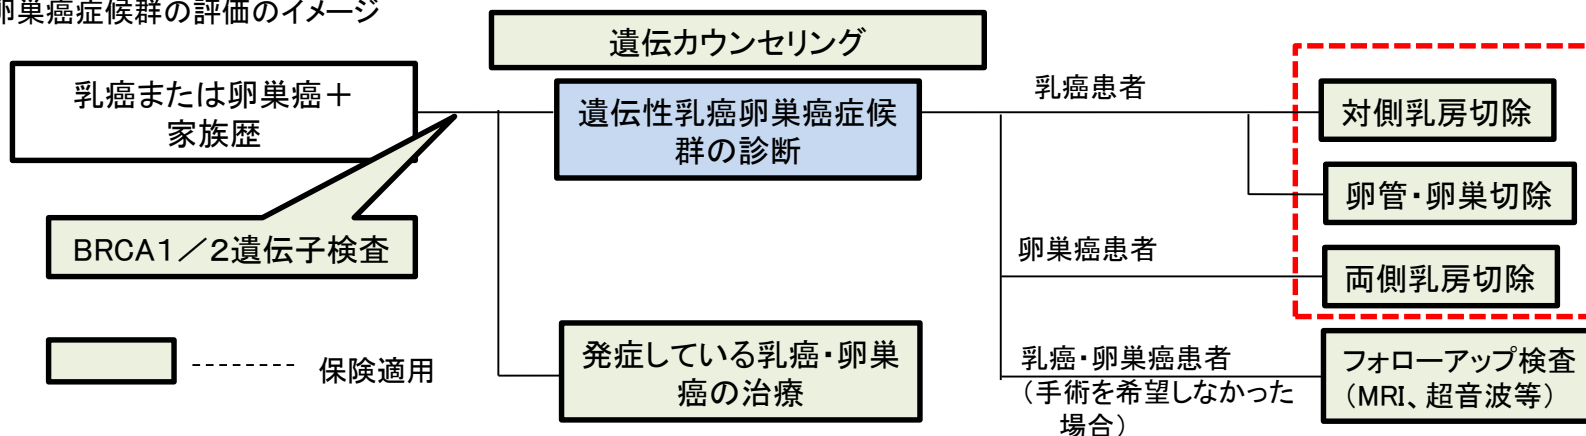 卵巣癌症候群の評価のイメージ
遺伝カウンセリング
乳癌または卵巣癌＋
家族歴
遺伝性乳癌卵巣癌症候
群の診断
乳癌患者
対側乳房切除
卵管・卵巣切除
BRCA1／2遺伝子検査
卵巣癌患者
両側乳房切除
保険適用
発症している乳癌・卵巣
癌の治療
乳癌・卵巣癌患者
（手術を希望しなかった
場合）
フォローアップ検査
（MRI、超音波等）